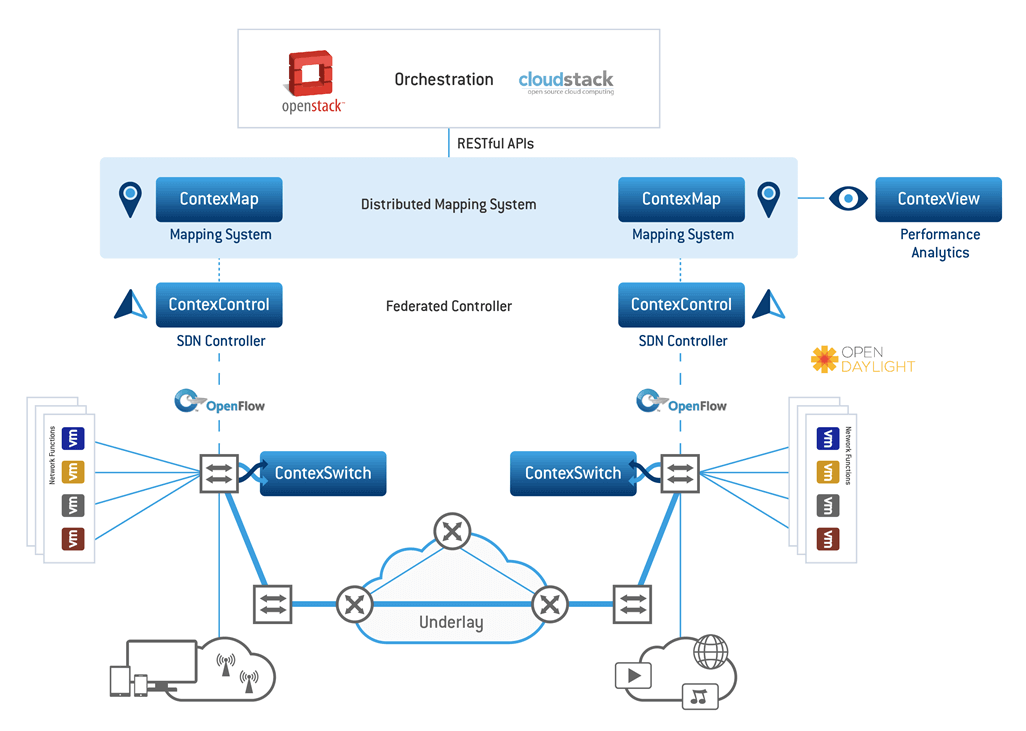 openstack™
Orchestration
cloudstack
open source cloud computing
RESTful APIs
ContexMap
Mapping System
Distributed Mapping System
ContexMap
Mapping System
ContexView
Performance
Analytics
ContexControl
SDN Controller
Federated Controller
ContexControl
SDN Controller
OPEN
DAYLIGHT
OpenFlow
OpenFlow
Network Functions
vm
vm
vm
vm
ContexSwitch
ContexSwitch
vm
vm
vm
vm
Network Functions
Underlay